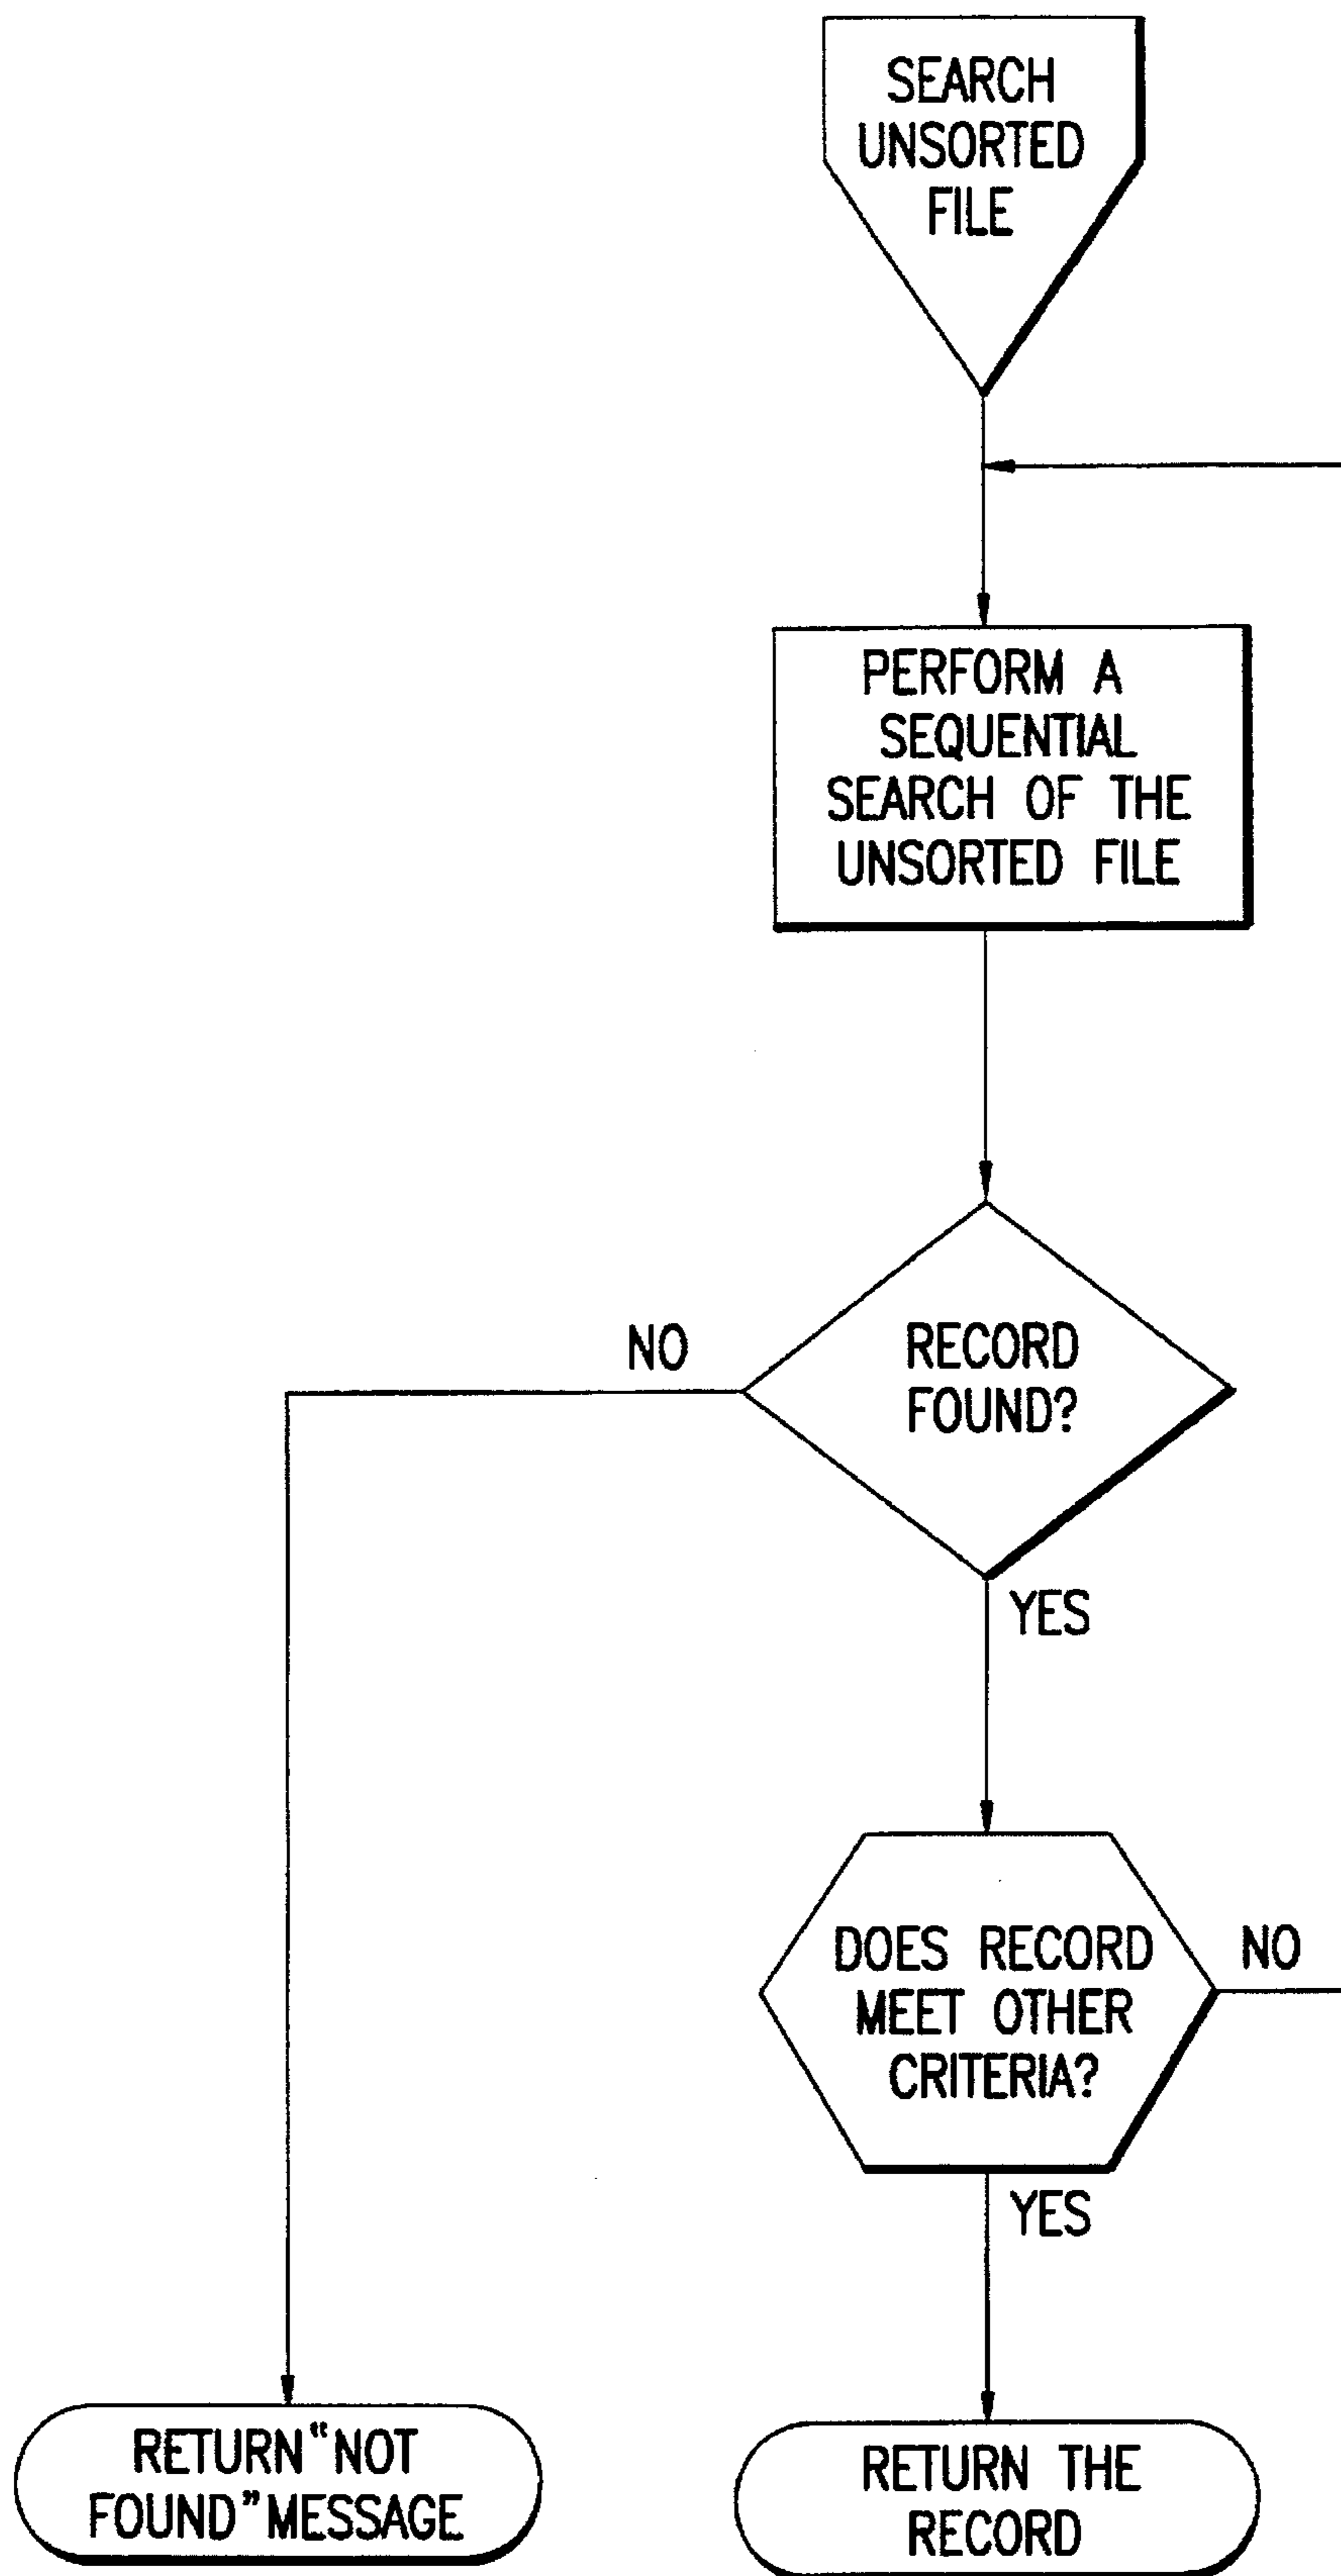 SEARCH
UNSORTED
FILE
PERFORM A
SEQUENTIAL
SEARCH OF THE
UNSORTED FILE
NO
RECORD
FOUND?
YES
DOES RECORD
MEET OTHER
CRITERIA?
NO
YES
RETURN “NOT
FOUND” MESSAGE
RETURN THE
RECORD